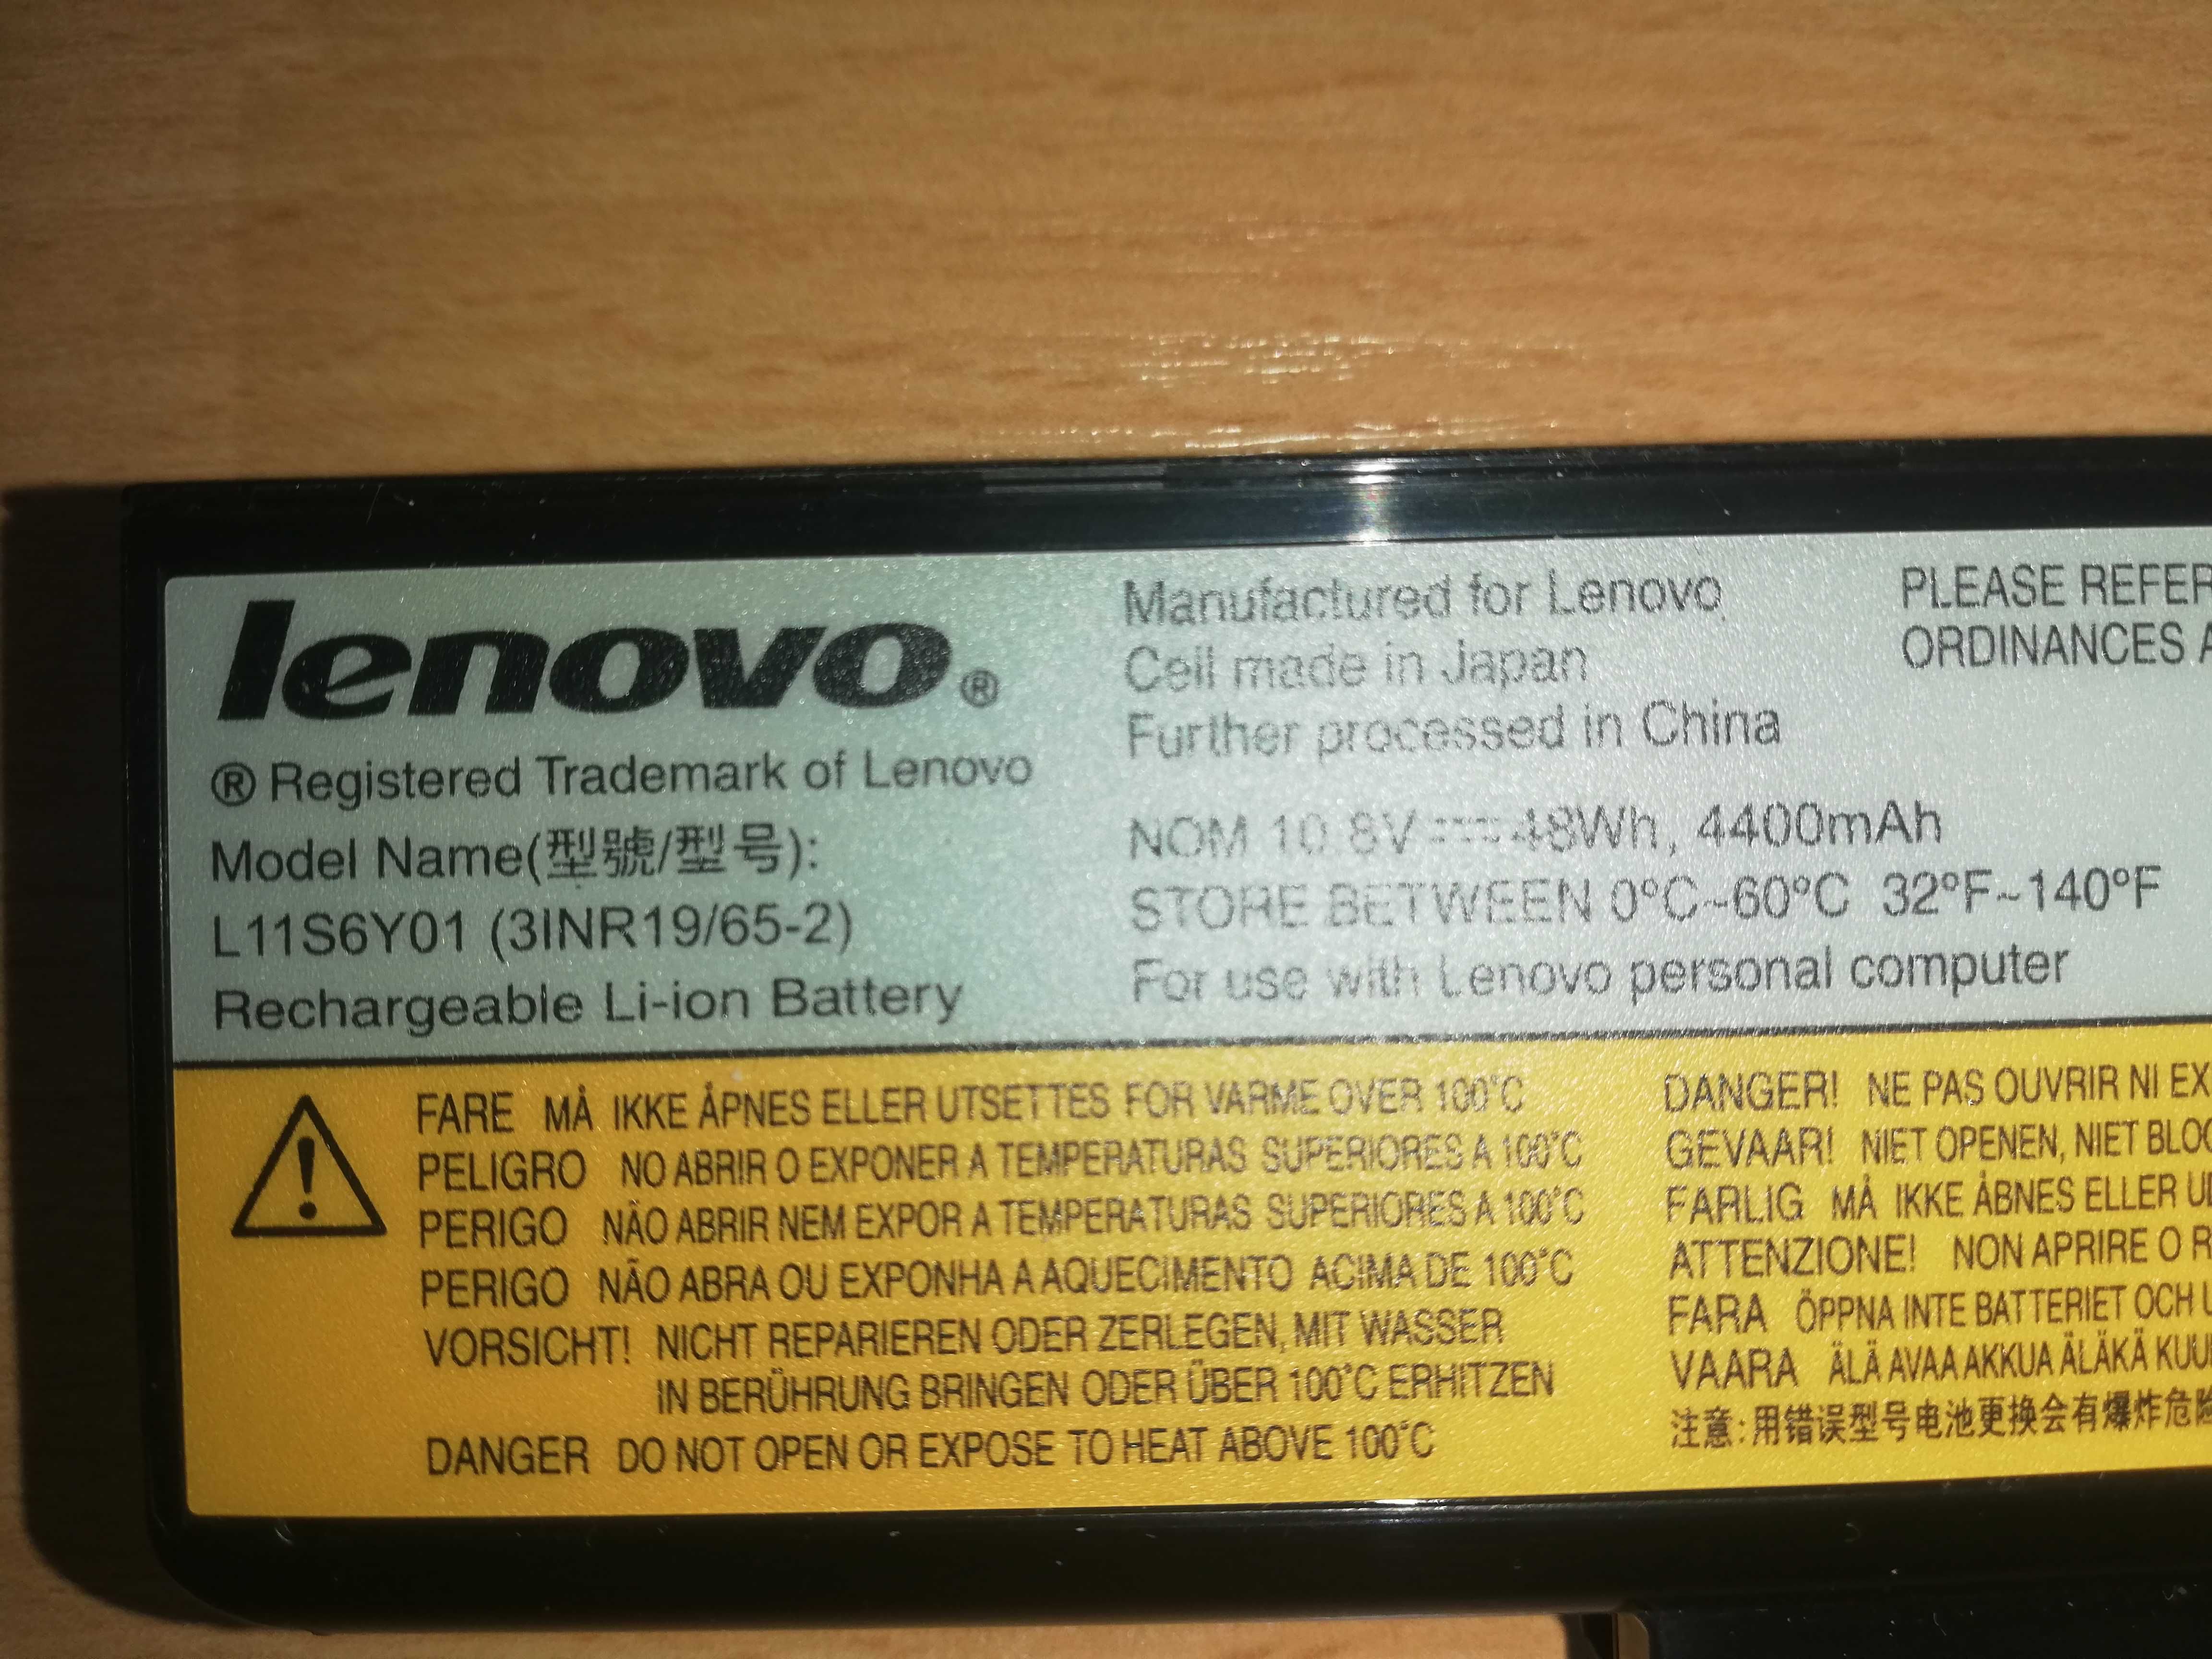 lenovo®
® Registered Trademark of Lenovo
Model Name(型號/型号):
L11S6Y01 (3INR19/65-2)
Rechargeable Li-ion Battery
Manufactured for Lenovo
Cell made in Japan
Further processed in China
NOM 10.8V ⎓ 48Wh, 4400mAh
STORE BETWEEN 0°C~60°C 32°F~140°F
For use with Lenovo personal computer
PLEASE REFER
ORDINANCES A
FARE MÅ IKKE ÅPNES ELLER UTSETTES FOR VARME OVER 100°C
PELIGRO NO ABRIR O EXPONER A TEMPERATURAS SUPERIORES A 100°C
PERIGO NÃO ABRIR NEM EXPOR A TEMPERATURAS SUPERIORES A 100°C
PERIGO NÃO ABRA OU EXPONHA A AQUECIMENTO ACIMA DE 100°C
VORSICHT! NICHT REPARIEREN ODER ZERLEGEN, MIT WASSER
IN BERÜHRUNG BRINGEN ODER ÜBER 100°C ERHITZEN
DANGER DO NOT OPEN OR EXPOSE TO HEAT ABOVE 100°C
DANGER! NE PAS OUVRIR NI EX
GEVAAR! NIET OPENEN, NIET BLOO
FARLIG MÅ IKKE ÅBNES ELLER U
ATTENZIONE! NON APRIRE O R
FARA ÖPPNA INTE BATTERIET OCH U
VAARA ÄLÄ AVAA AKKUA ÄLÄKÄ KUU
注意:用错误型号电池更换会有爆炸危险